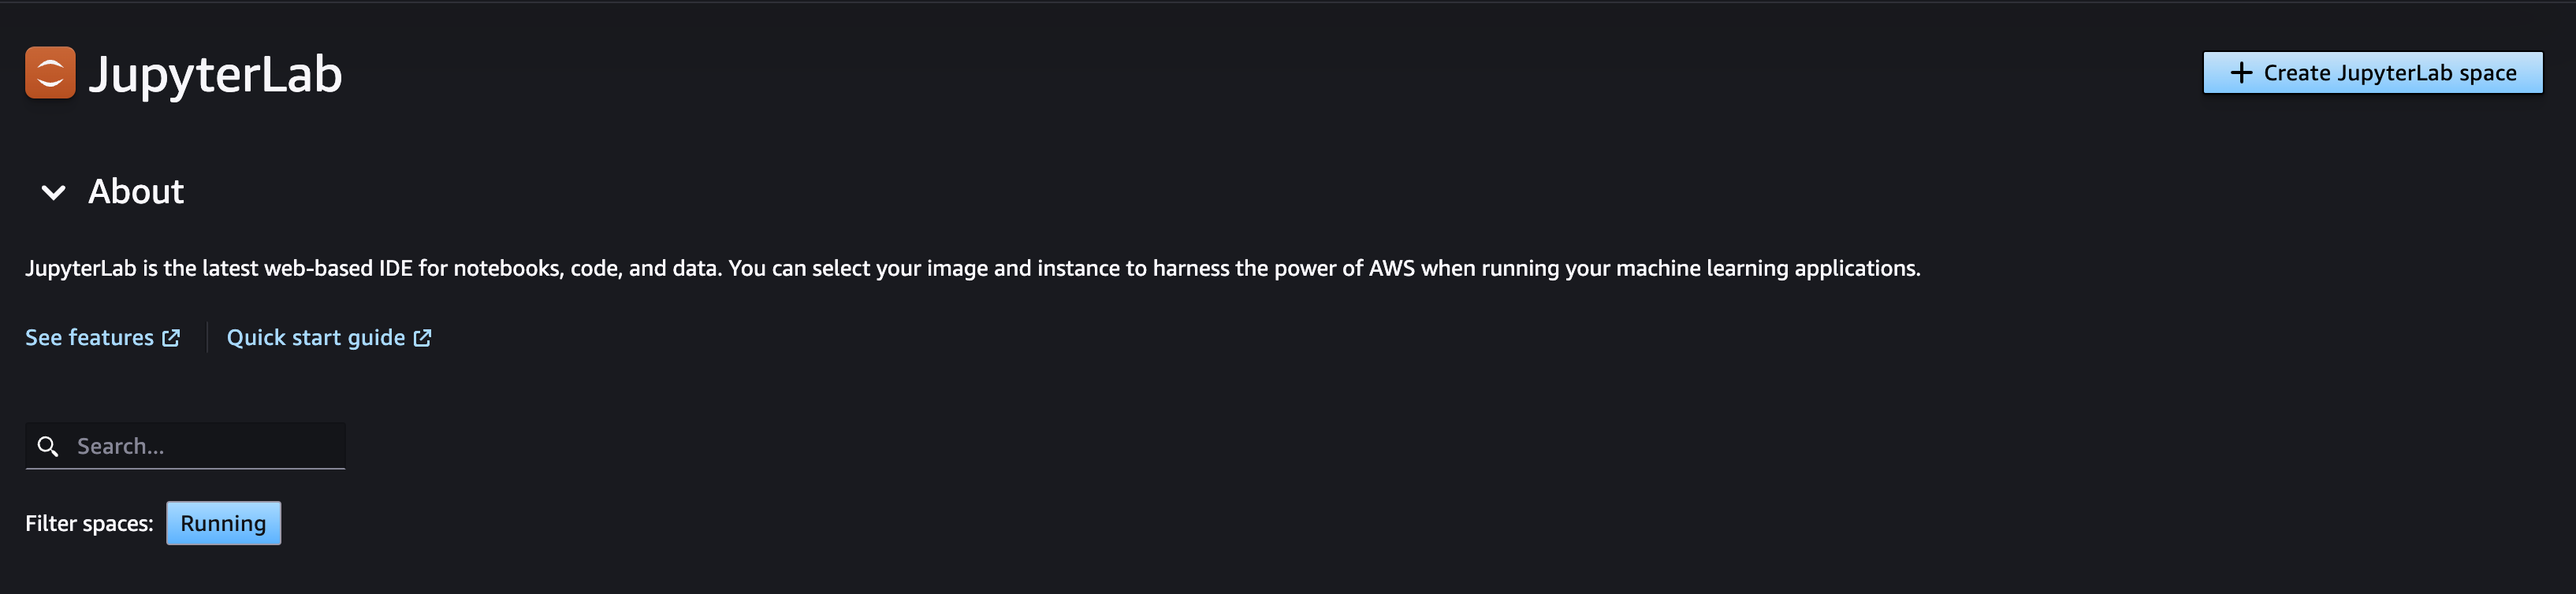 JupyterLab
+ Create JupyterLab space
About
JupyterLab is the latest web-based IDE for notebooks, code, and data. You can select your image and instance to harness the power of AWS when running your machine learning applications.
See features
Quick start guide
Search...
Filter spaces: Running